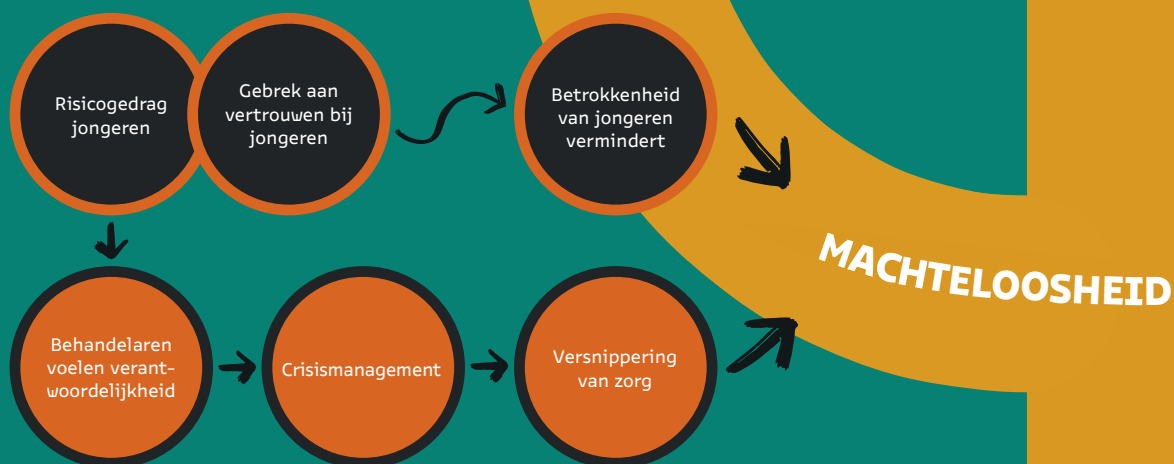 Risicogedrag
jongeren
Gebrek aan
vertrouwen bij
jongeren
Betrokkenheid
van jongeren
vermindert
MACHTELOOSHEID
Behandelaren
voelen verant-
woordelijkheid
Crisismanagement
Versnippering
van zorg